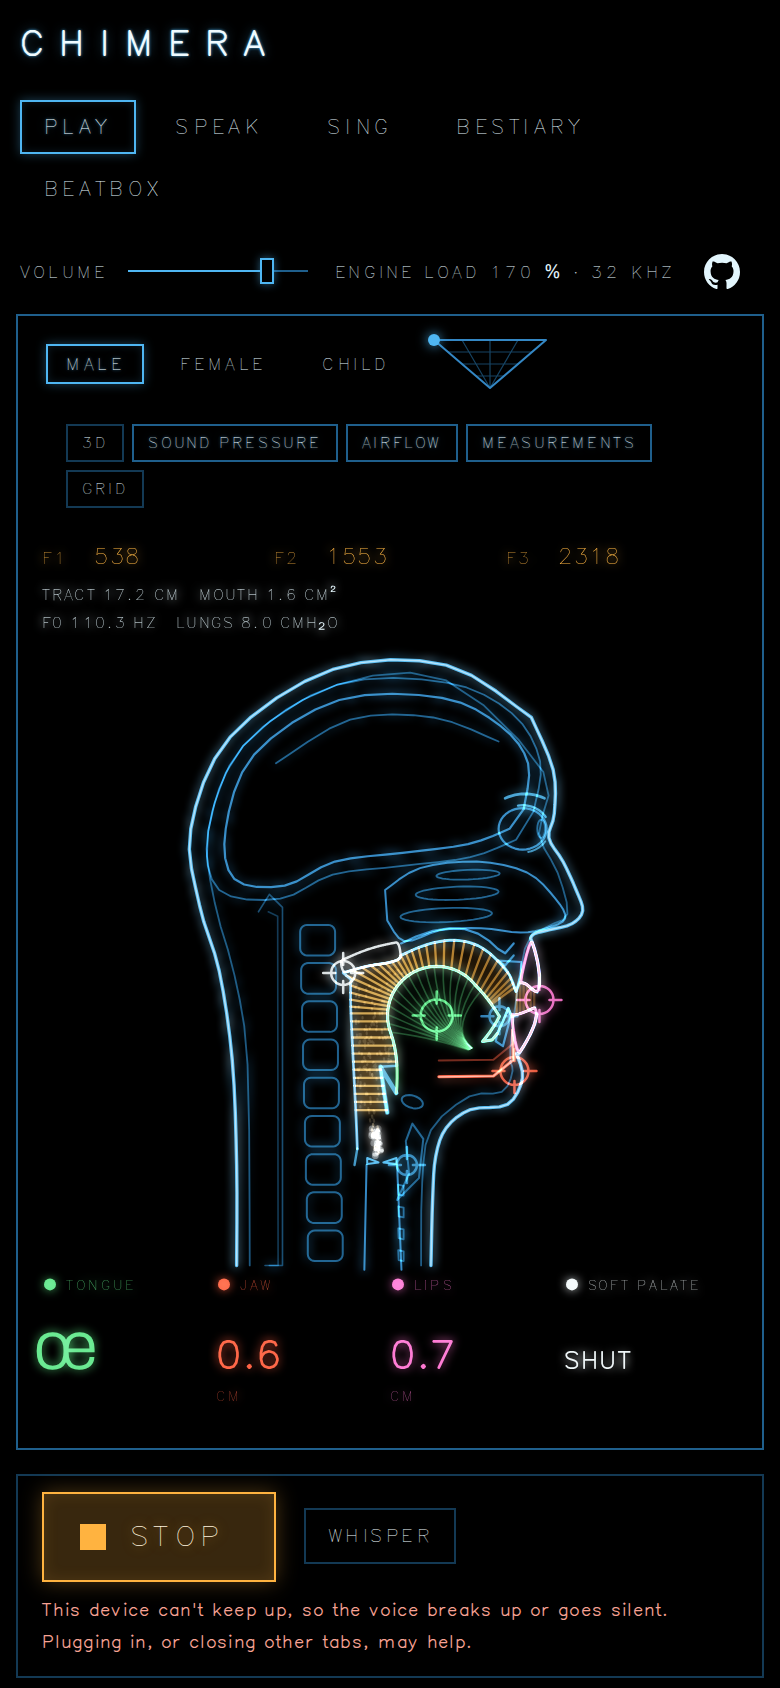 CHIMERA
PLAY SPEAK SING BESTIARY
BEATBOX
VOLUME ENGINE LOAD 170 % · 32 KHZ
MALE FEMALE CHILD
3D SOUND PRESSURE AIRFLOW MEASUREMENTS
GRID
F1 538 F2 1553 F3 2318
TRACT 17.2 CM MOUTH 1.6 CM²
F0 110.3 HZ LUNGS 8.0 CMH₂O
TONGUE JAW LIPS SOFT PALATE
œ 0.6 0.7 SHUT
CM CM
STOP WHISPER
This device can't keep up, so the voice breaks up or goes silent.
Plugging in, or closing other tabs, may help.